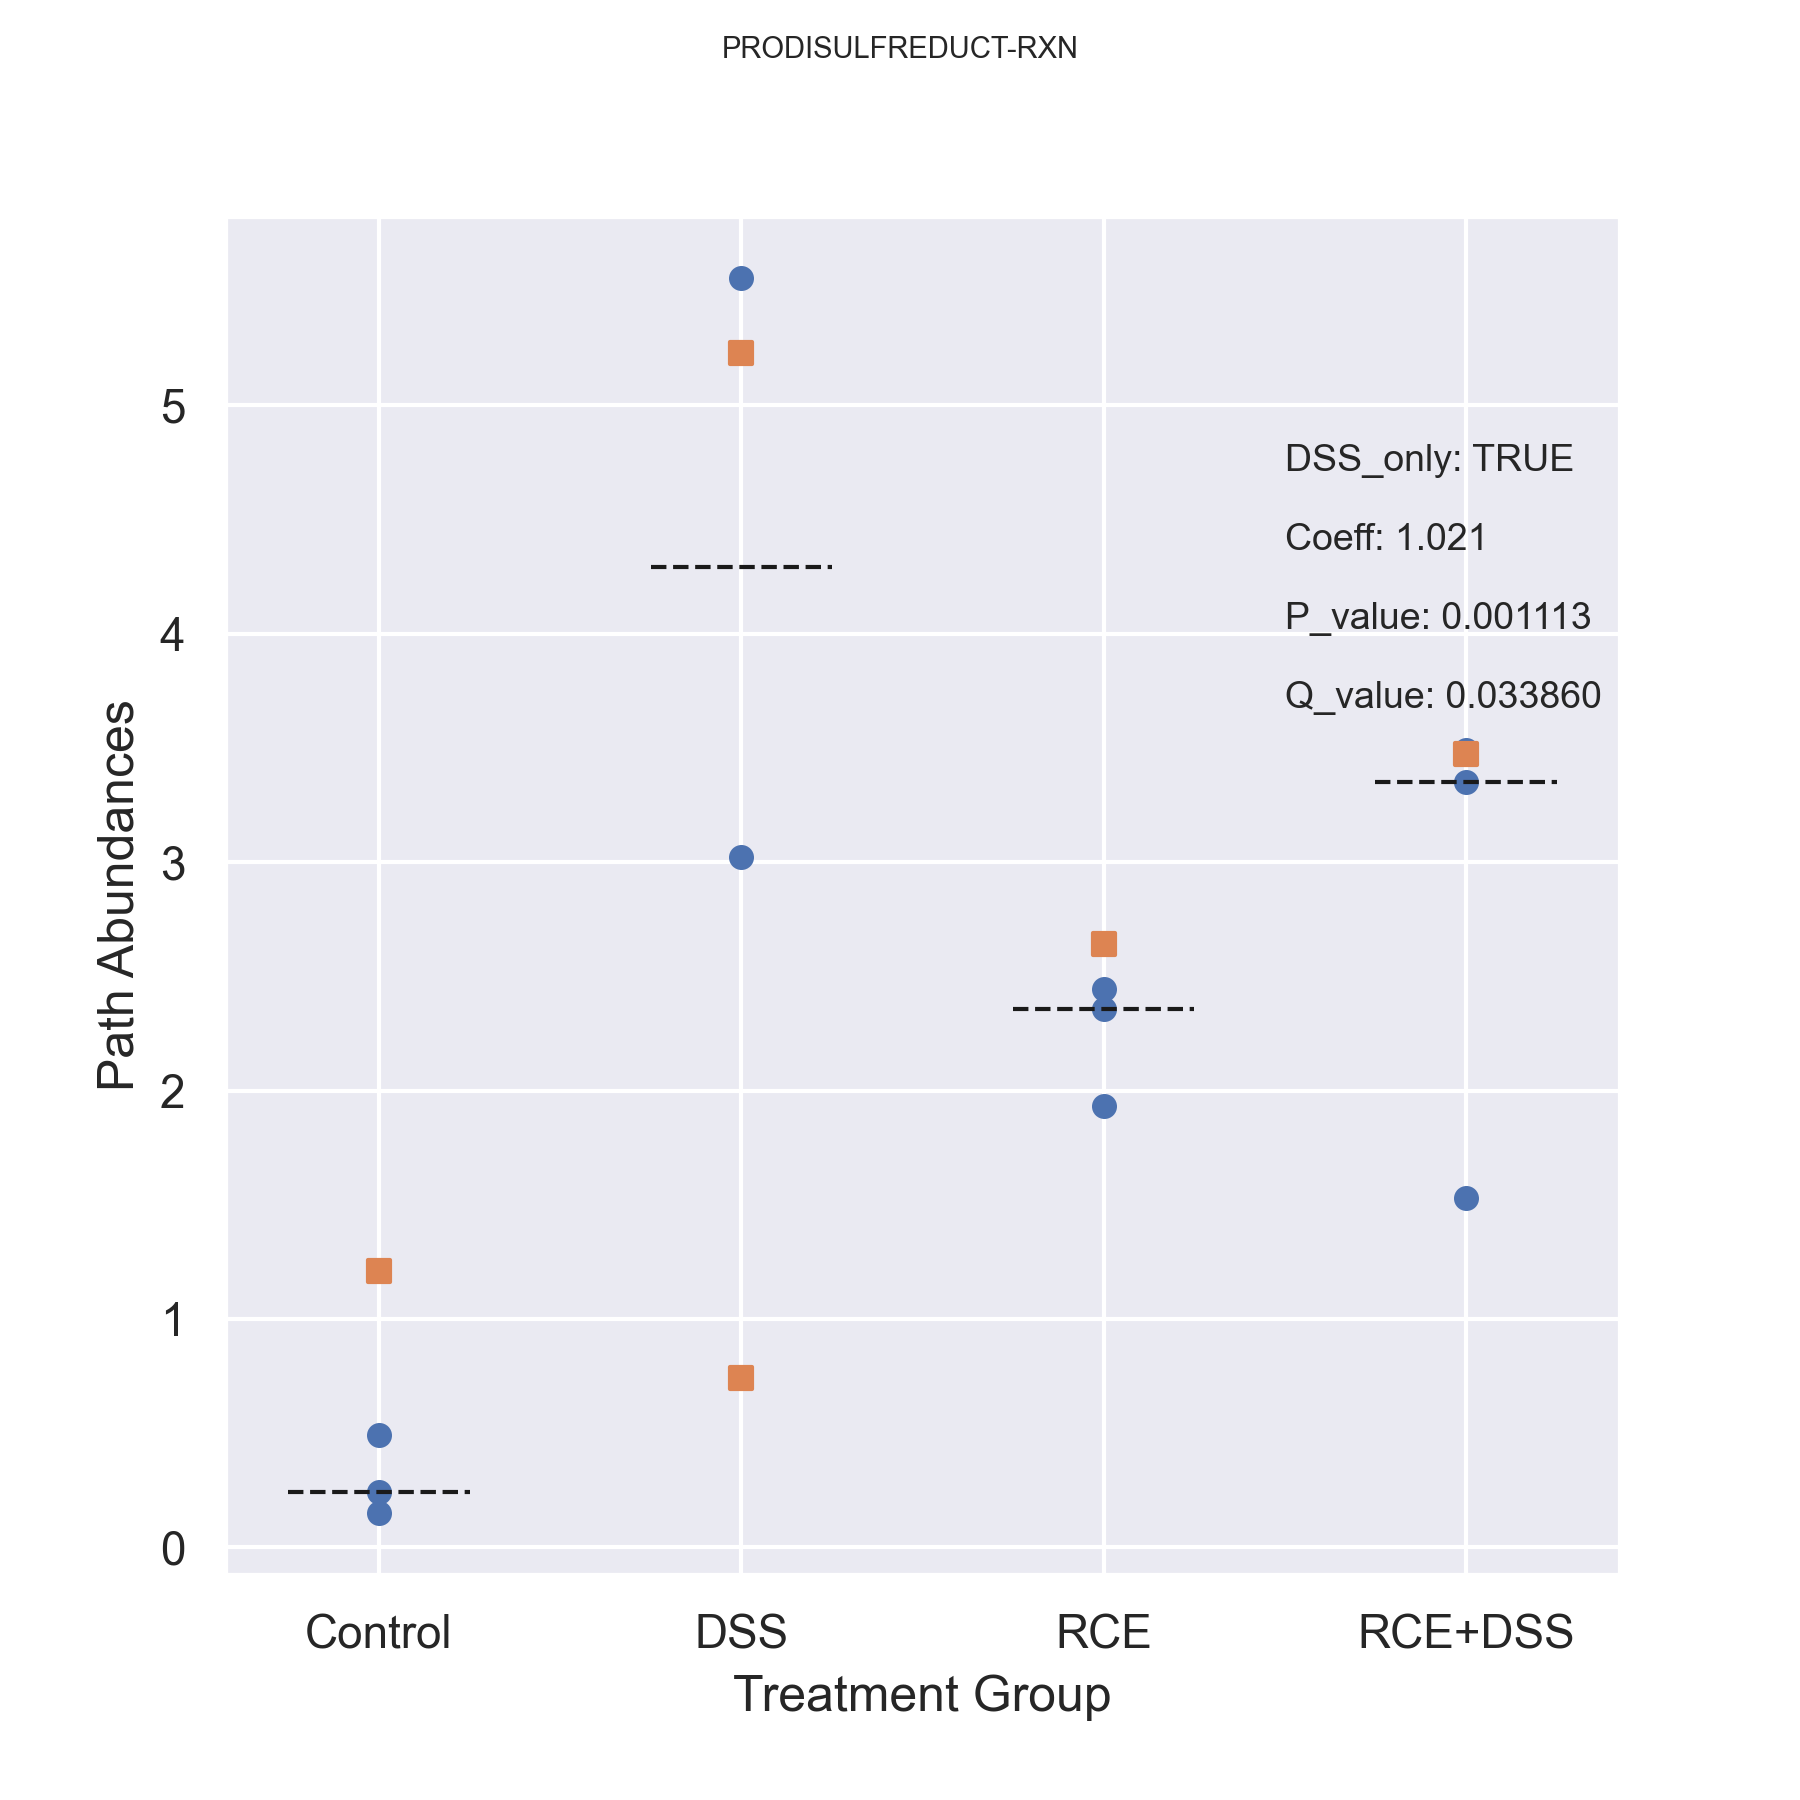 PRODISULFREDUCT-RXN
5
4
3
2
1
0
Path Abundances
DSS_only: TRUE
Coeff: 1.021
P_value: 0.001113
Q_value: 0.033860
Control DSS RCE RCE+DSS
Treatment Group